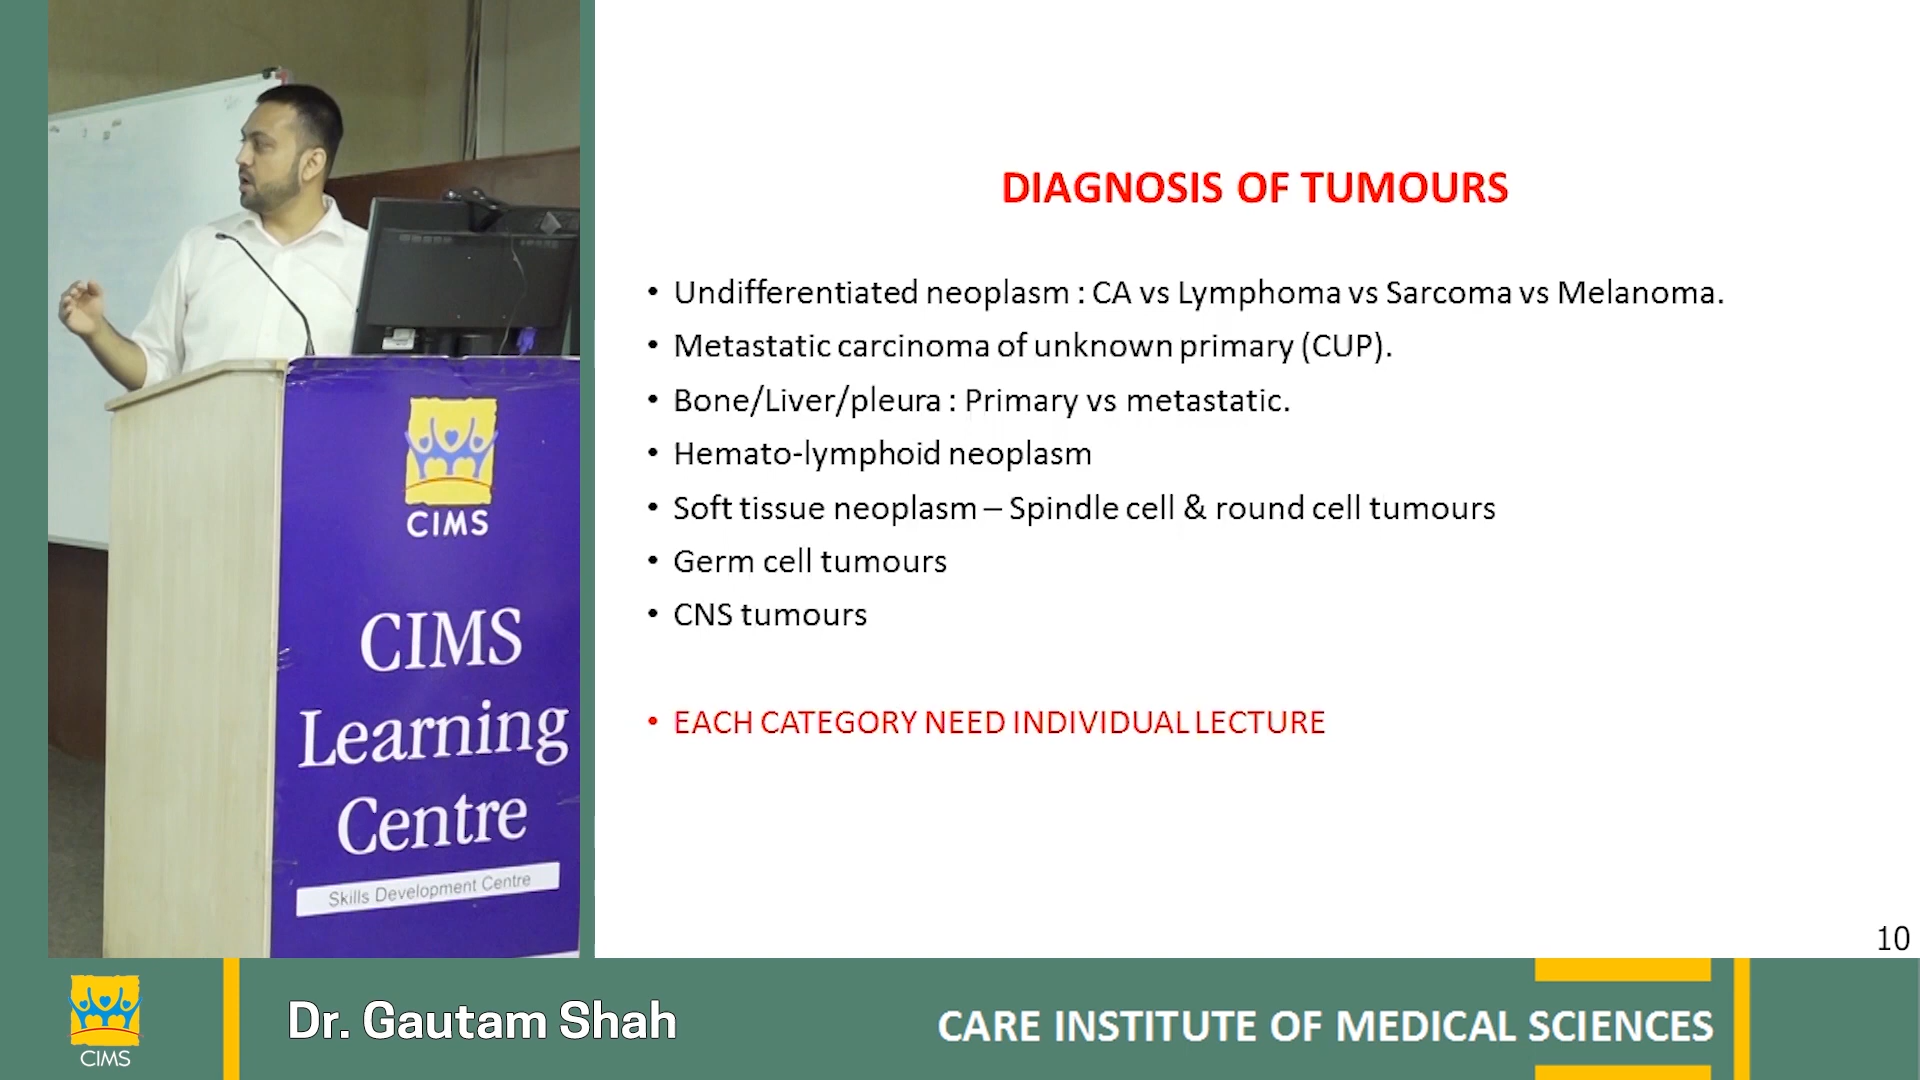 DIAGNOSIS OF TUMOURS
• Undifferentiated neoplasm : CA vs Lymphoma vs Sarcoma vs Melanoma.
• Metastatic carcinoma of unknown primary (CUP).
• Bone/Liver/pleura : Primary vs metastatic.
• Hemato-lymphoid neoplasm
• Soft tissue neoplasm – Spindle cell & round cell tumours
• Germ cell tumours
• CNS tumours
• EACH CATEGORY NEED INDIVIDUAL LECTURE
10
CIMS
CIMS
Learning
Centre
Skills Development Centre
CIMS
Dr. Gautam Shah
CARE INSTITUTE OF MEDICAL SCIENCES